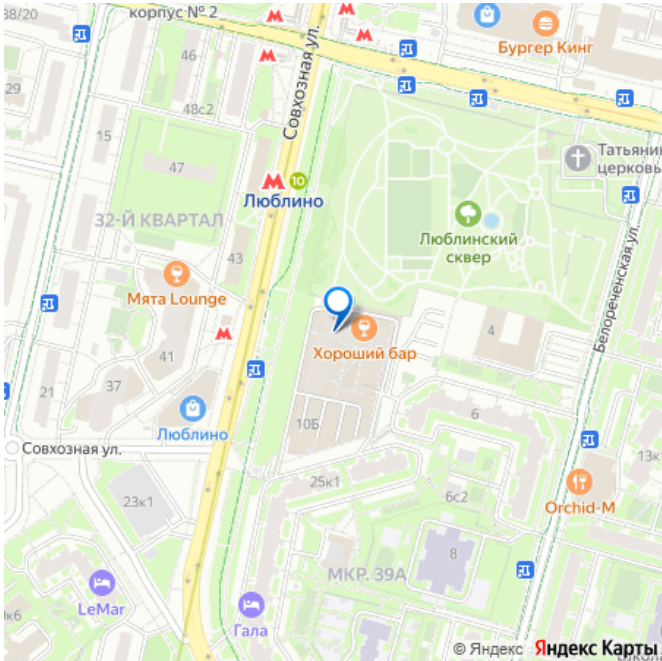 38/20
корпус № 2
Бургер Кинг
46
29
48с2
Совхозная ул.
15
47
Татьянин
церковь
10
Люблино
32-Й КВАРТАЛ
Люблинский
сквер
43
Мята Lounge
Белореченская ул.
4
Хороший бар
41
37
21
Люблино
10Б
6
Совхозная ул.
13к
25к1
6с2
23к1
Orchid-M
8
МКР. 39А
LeMar
к6
Гала
© Яндекс Яндекс Карты